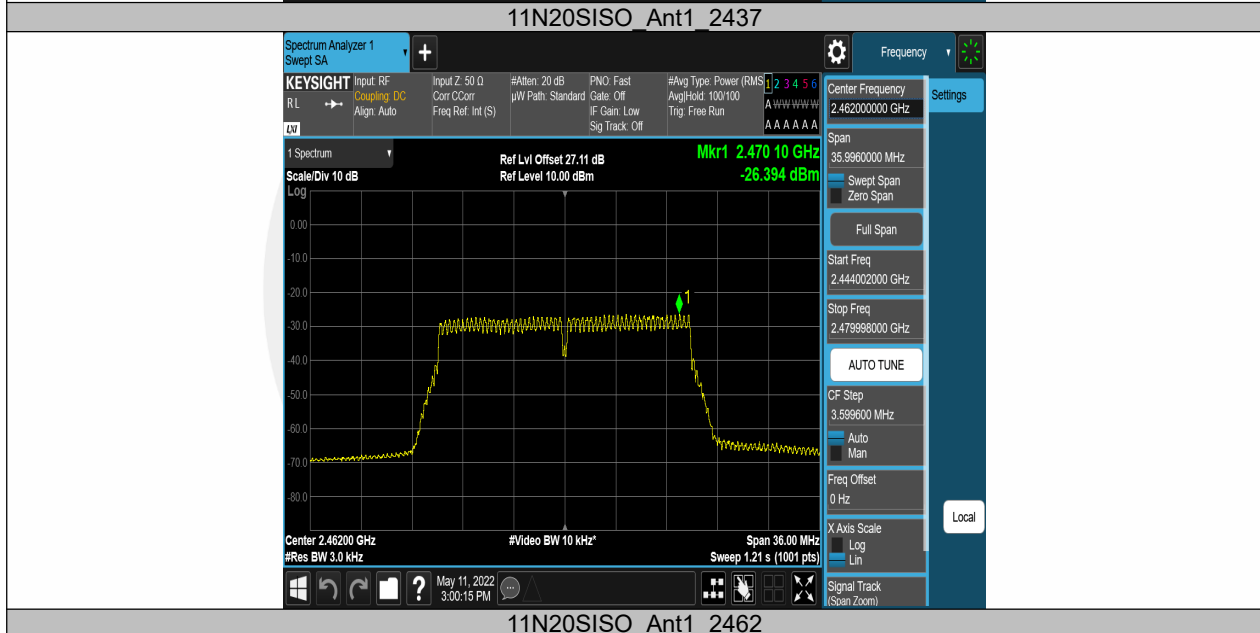 11N20SISO_Ant1_2437
Spectrum Analyzer 1
Swept SA
+
Frequency
KEYSIGHT
RL
LXI
Input: RF
Coupling: DC
Align: Auto
Input Z: 50 Ω
Corr CCorr
Freq Ref: Int (S)
#Atten: 20 dB
µW Path: Standard
PNO: Fast
Gate: Off
IF Gain: Low
Sig Track: Off
#Avg Type: Power (RMS
Avg|Hold: 100/100
Trig: Free Run
1 2 3 4 5 6
A W W W W W
A A A A A A
Center Frequency
2.462000000 GHz
Settings
Span
35.9960000 MHz
Swept Span
Zero Span
Full Span
Start Freq
2.444002000 GHz
Stop Freq
2.479998000 GHz
AUTO TUNE
CF Step
3.599600 MHz
Auto
Man
Freq Offset
0 Hz
X Axis Scale
Log
Lin
Signal Track
(Span Zoom)
Local
1 Spectrum
Scale/Div 10 dB
Ref Lvl Offset 27.11 dB
Ref Level 10.00 dBm
Mkr1 2.470 10 GHz
-26.394 dBm
Log
0.00
-10.0
-20.0
-30.0
-40.0
-50.0
-60.0
-70.0
-80.0
1
Center 2.46200 GHz
#Res BW 3.0 kHz
#Video BW 10 kHz*
Span 36.00 MHz
Sweep 1.21 s (1001 pts)
?
May 11, 2022
3:00:15 PM
11N20SISO_Ant1_2462